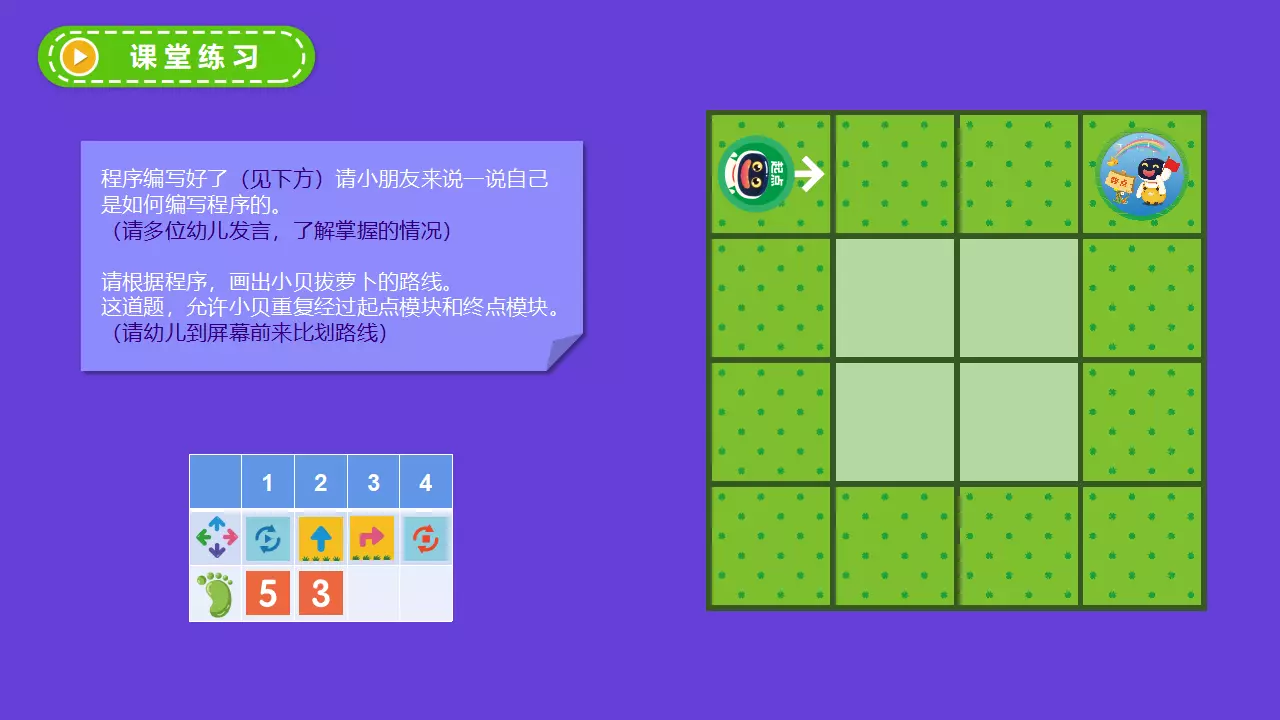 课堂练习
程序编写好了（见下方）请小朋友来说一说自己
是如何编写程序的。
（请多位幼儿发言，了解掌握的情况）
请根据程序，画出小贝拔萝卜的路线。
这道题，允许小贝重复经过起点模块和终点模块。
（请幼儿到屏幕前来比划路线）
起点
终点
1 2 3 4
5 3